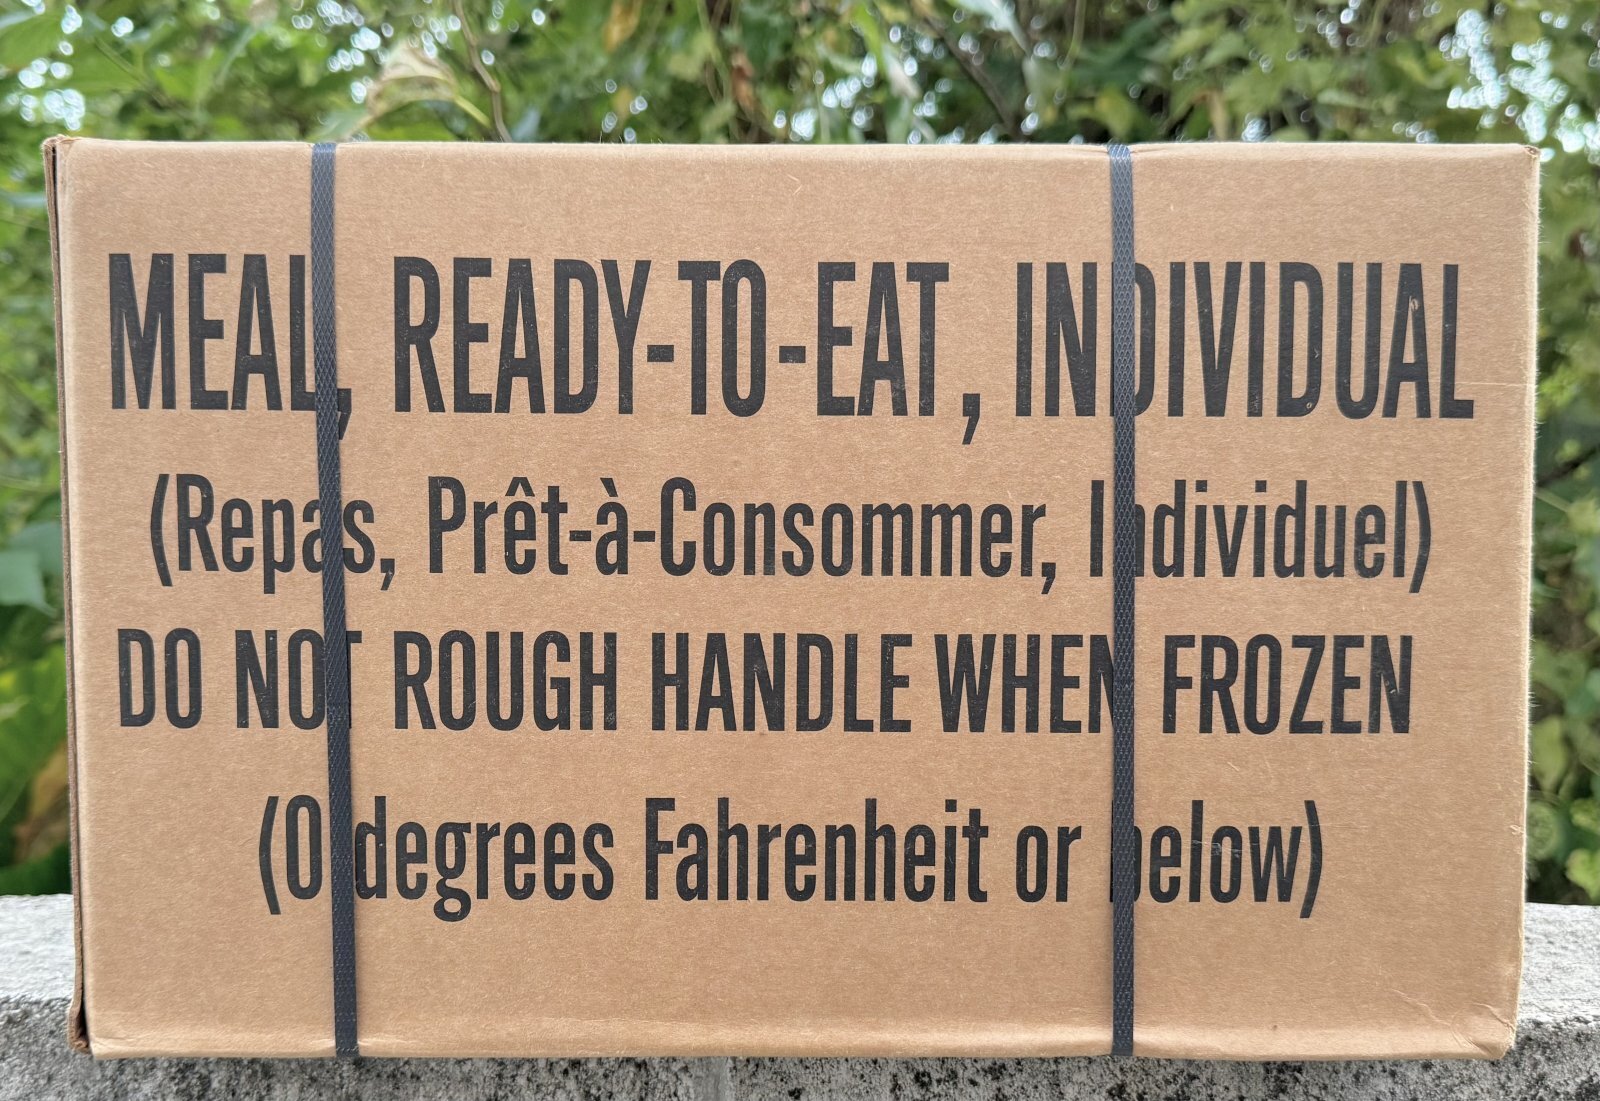 MEAL, READY-TO-EAT, INDIVIDUAL
(Repas, Prêt-à-Consommer, Individuel)
DO NOT ROUGH HANDLE WHEN FROZEN
(0 degrees Fahrenheit or below)